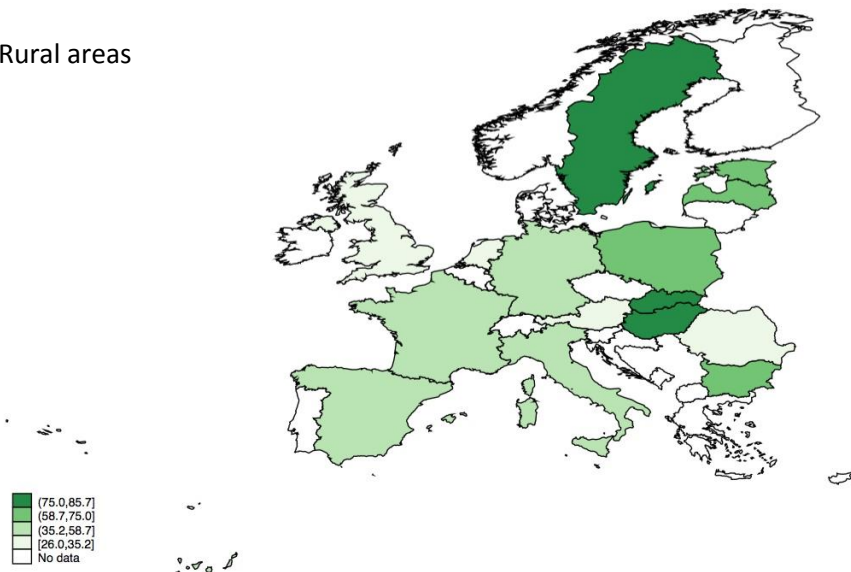 Rural areas
(75.0,85.7]
(58.7,75.0]
(35.2,58.7]
[26.0,35.2]
No data